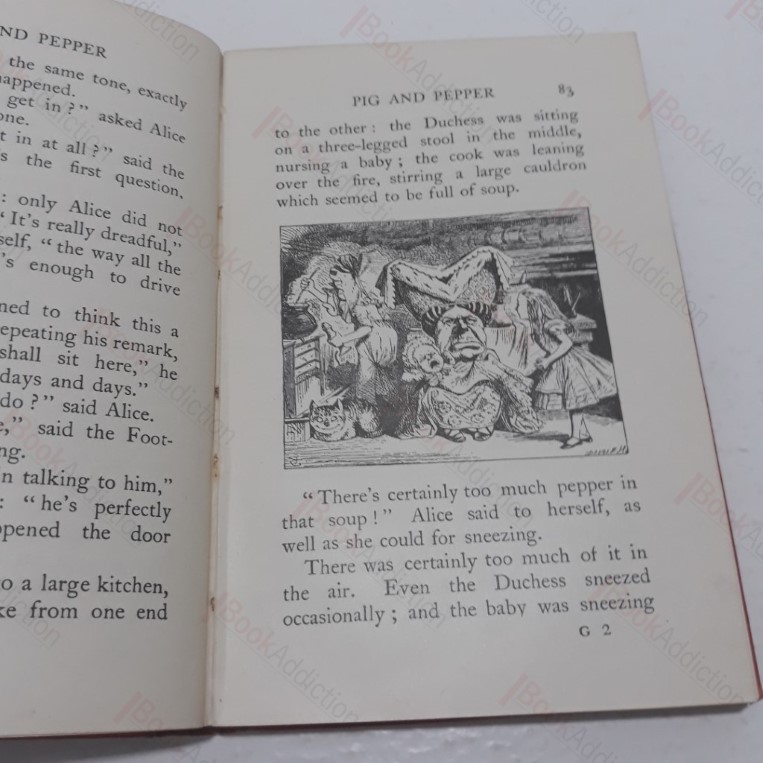 ND PEPPER
the same tone, exactly
appened.
get in?" asked Alice
one.
t in at all?" said the
s the first question.
: only Alice did not
"It's really dreadful,"
self, "the way all the
's enough to drive
ned to think this a
epeating his remark,
shall sit here," he
days and days."
do?" said Alice.
," said the Foot-
ng.
n talking to him,"
: "he's perfectly
pened the door
o a large kitchen,
ke from one end
PIG AND PEPPER 83
to the other: the Duchess was sitting
on a three-legged stool in the middle,
nursing a baby; the cook was leaning
over the fire, stirring a large cauldron
which seemed to be full of soup.
"There's certainly too much pepper in
that soup!" Alice said to herself, as
well as she could for sneezing.
There was certainly too much of it in
the air. Even the Duchess sneezed
occasionally; and the baby was sneezing
G 2
BookAddiction